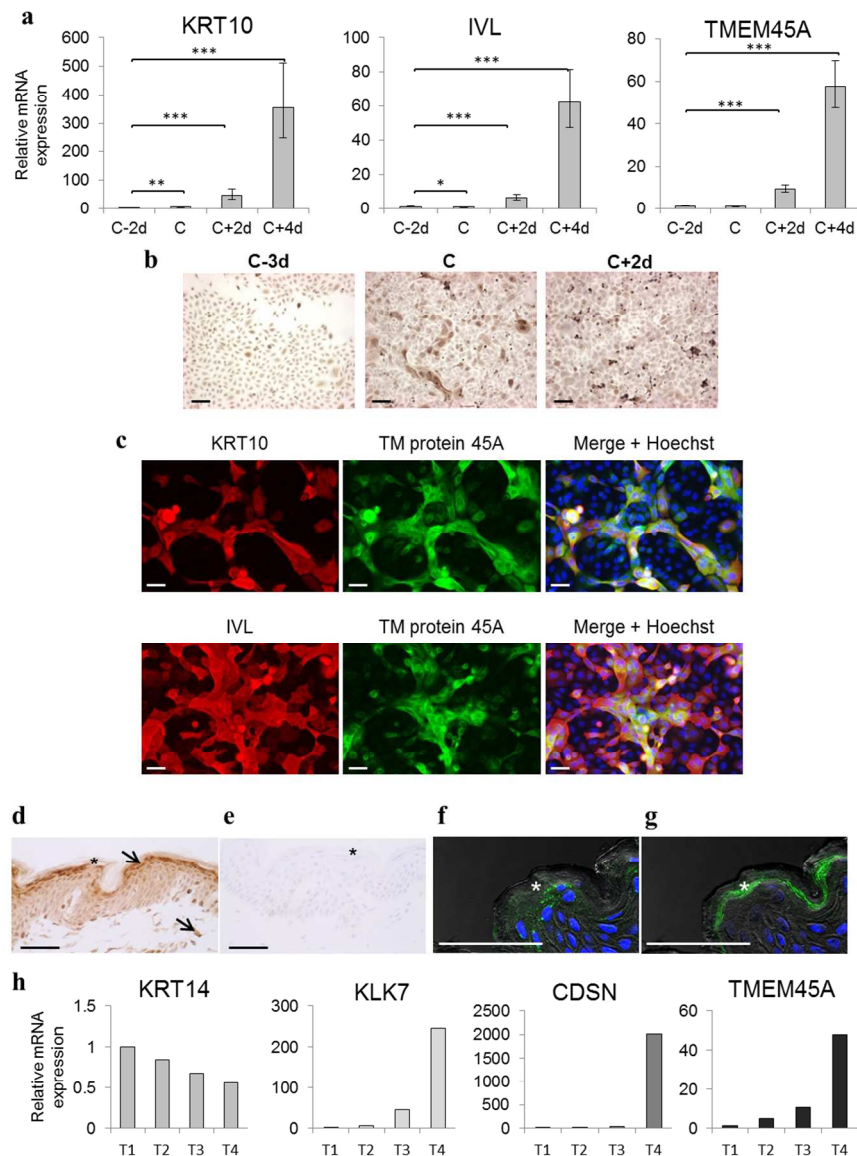 a
KRT10
IVL
TMEM45A
Relative mRNA
expression
600
500
400
300
200
100
0
***
***
**
C-2d C C+2d C+4d
100
80
60
40
20
0
***
***
*
C-2d C C+2d C+4d
80
60
40
20
0
***
***
C-2d C C+2d C+4d
b
C-3d C C+2d
c
KRT10 TM protein 45A Merge + Hoechst
IVL TM protein 45A Merge + Hoechst
d e f g
* * * *
h
KRT14 KLK7 CDSN TMEM45A
Relative mRNA
expression
1.5
1
0.5
0
T1 T2 T3 T4
300
200
100
0
T1 T2 T3 T4
2500
2000
1500
1000
500
0
T1 T2 T3 T4
60
40
20
0
T1 T2 T3 T4